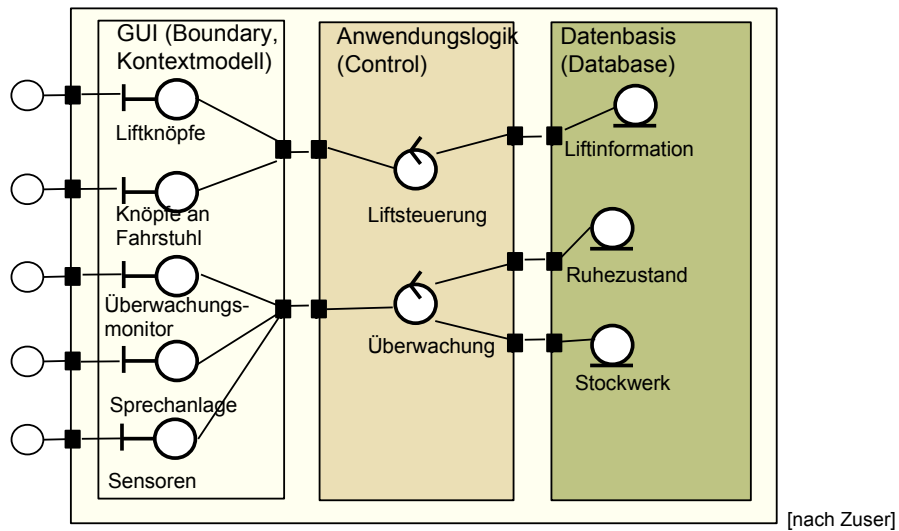 GUI (Boundary,
Kontextmodell)
Anwendungslogik
(Control)
Datenbasis
(Database)
Liftknöpfe
Knöpfe an
Fahrstuhl
Überwachungs-
monitor
Sprechanlage
Sensoren
Liftsteuerung
Überwachung
Liftinformation
Ruhezustand
Stockwerk
[nach Zuser]